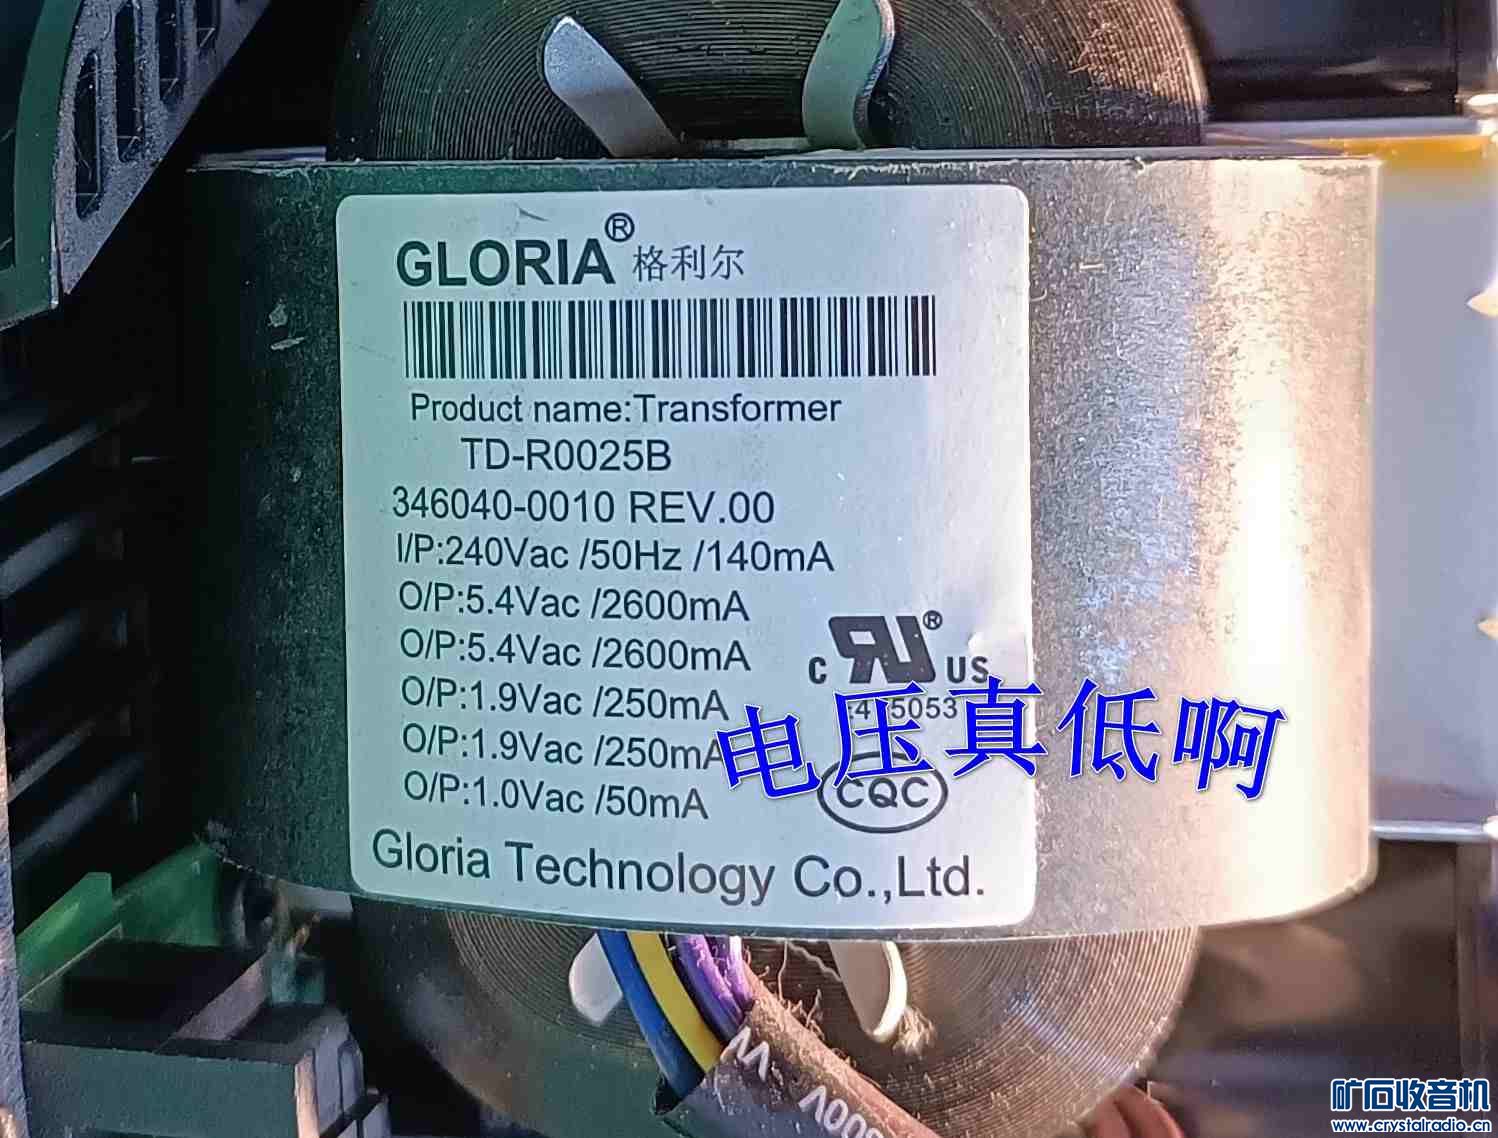 GLORIA® 格利尔
Product name:Transformer
TD-R0025B
346040-0010 REV.00
I/P:240Vac /50Hz /140mA
O/P:5.4Vac /2600mA
O/P:5.4Vac /2600mA
O/P:1.9Vac /250mA
O/P:1.9Vac /250mA
O/P:1.0Vac /50mA
c RU® US
电压真低啊
CQC
Gloria Technology Co.,Ltd.
矿石收音机
www.crystalradio.cn